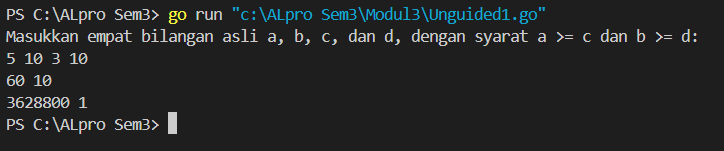 PS C:\ALpro Sem3> go run "c:\ALpro Sem3\Modul3\Unguided1.go"
Masukkan empat bilangan asli a, b, c, dan d, dengan syarat a >= c dan b >= d:
5 10 3 10
60 10
3628800 1
PS C:\ALpro Sem3>